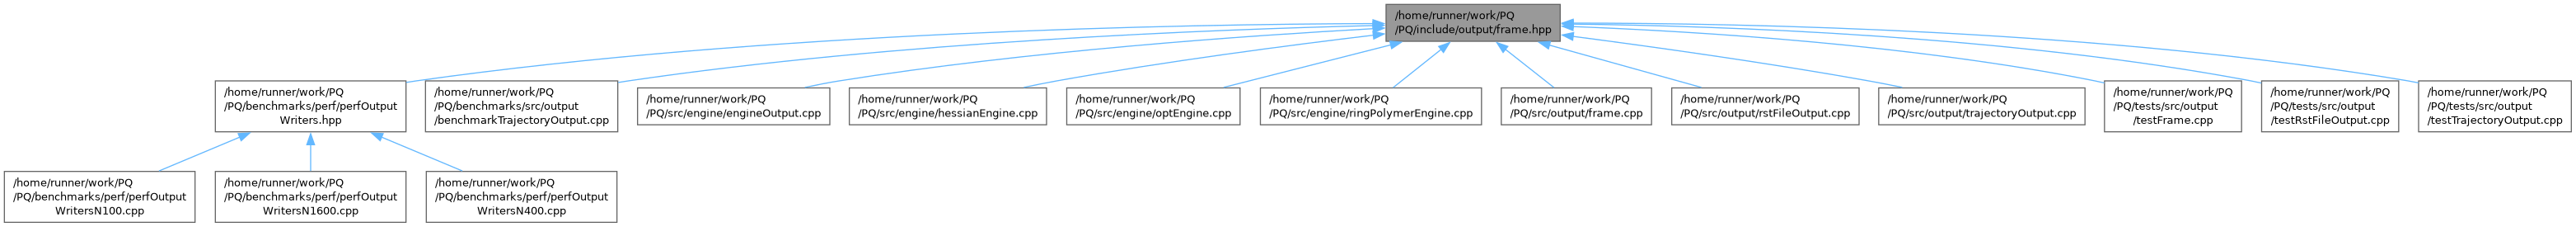 /home/runner/work/PQ
/PQ/include/output/frame.hpp
/home/runner/work/PQ
/PQ/benchmarks/perf/perfOutput
Writers.hpp
/home/runner/work/PQ
/PQ/benchmarks/src/output
/benchmarkTrajectoryOutput.cpp
/home/runner/work/PQ
/PQ/src/engine/engineOutput.cpp
/home/runner/work/PQ
/PQ/src/engine/hessianEngine.cpp
/home/runner/work/PQ
/PQ/src/engine/optEngine.cpp
/home/runner/work/PQ
/PQ/src/engine/ringPolymerEngine.cpp
/home/runner/work/PQ
/PQ/src/output/frame.cpp
/home/runner/work/PQ
/PQ/src/output/rstFileOutput.cpp
/home/runner/work/PQ
/PQ/src/output/trajectoryOutput.cpp
/home/runner/work/PQ
/PQ/tests/src/output
/testFrame.cpp
/home/runner/work/PQ
/PQ/tests/src/output
/testRstFileOutput.cpp
/home/runner/work/PQ
/PQ/tests/src/output
/testTrajectoryOutput.cpp
/home/runner/work/PQ
/PQ/benchmarks/perf/perfOutput
WritersN100.cpp
/home/runner/work/PQ
/PQ/benchmarks/perf/perfOutput
WritersN1600.cpp
/home/runner/work/PQ
/PQ/benchmarks/perf/perfOutput
WritersN400.cpp